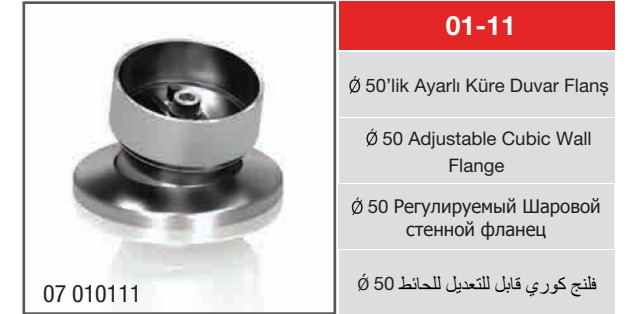 01-11
Ǿ 50’lik Ayarlı Küre Duvar Flanş
Ǿ 50 Adjustable Cubic Wall
Flange
Ǿ 50 Регулируемый Шаровой
стенной фланец
فلنج كوري قابل للتعديل للحائط 50 Ǿ
07 010111